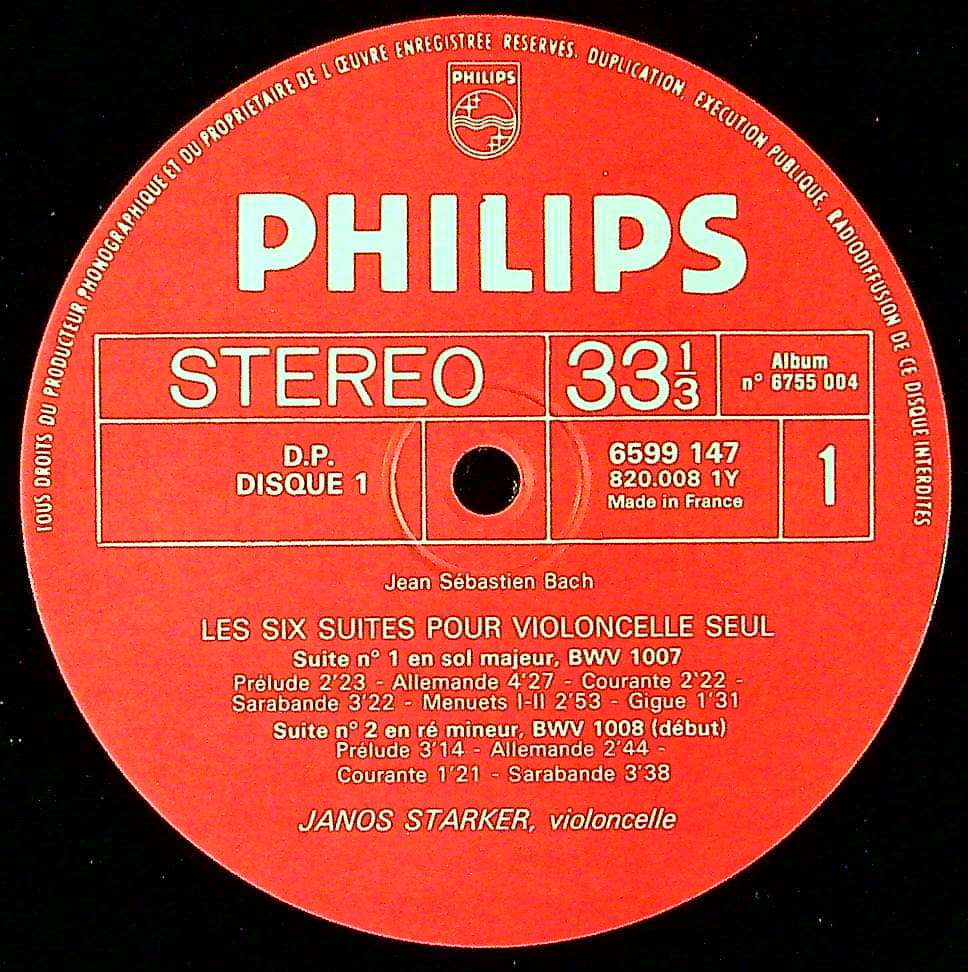 TOUS DROITS DU PRODUCTEUR PHONOGRAPHIQUE ET DU PROPRIETAIRE DE L ŒUVRE ENREGISTREE RESERVÉS. DUPLICATION, EXECUTION PUBLIQUE, RADIODIFFUSION DE CE DISQUE INTERDITES
PHILIPS
PHILIPS
STEREO
33 1/3
Album
n° 6755 004
D.P.
DISQUE 1
6599 147
820.008 1Y
Made in France
1
Jean Sébastien Bach
LES SIX SUITES POUR VIOLONCELLE SEUL
Suite n° 1 en sol majeur, BWV 1007
Prélude 2'23 - Allemande 4'27 - Courante 2'22 -
Sarabande 3'22 - Menuets I-II 2'53 - Gigue 1'31
Suite n° 2 en ré mineur, BWV 1008 (début)
Prélude 3'14 - Allemande 2'44 -
Courante 1'21 - Sarabande 3'38
JANOS STARKER, violoncelle